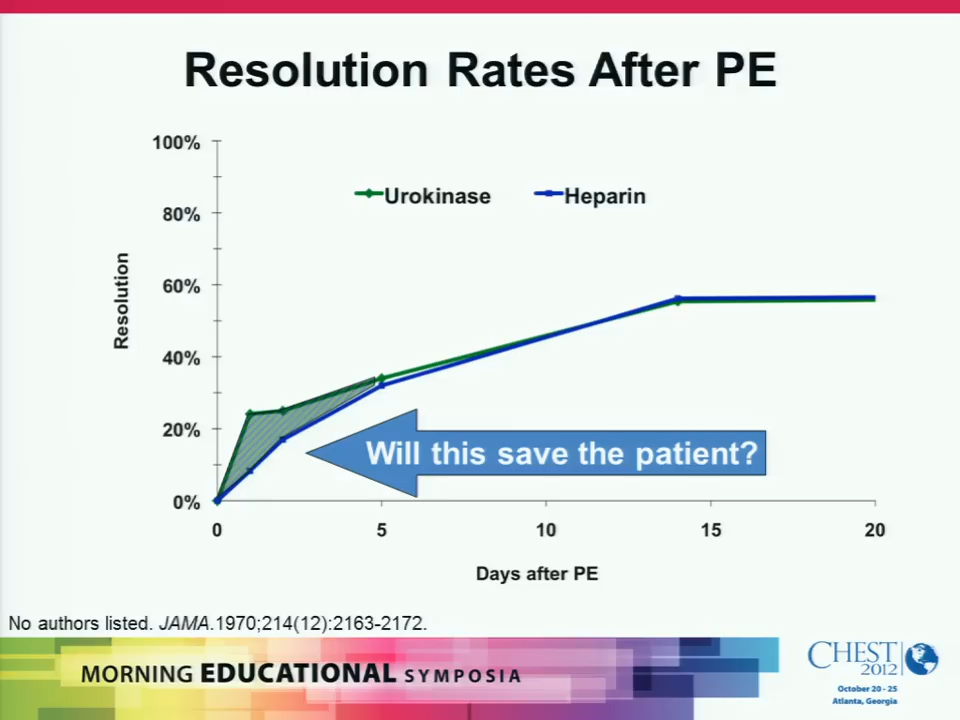 Resolution Rates After PE
100%
80%
60%
40%
20%
0%
Resolution
Urokinase
Heparin
Will this save the patient?
0
5
10
15
20
Days after PE
No authors listed. JAMA.1970;214(12):2163-2172.
MORNING EDUCATIONAL SYMPOSIA
CHEST
2012
October 20 - 25
Atlanta, Georgia